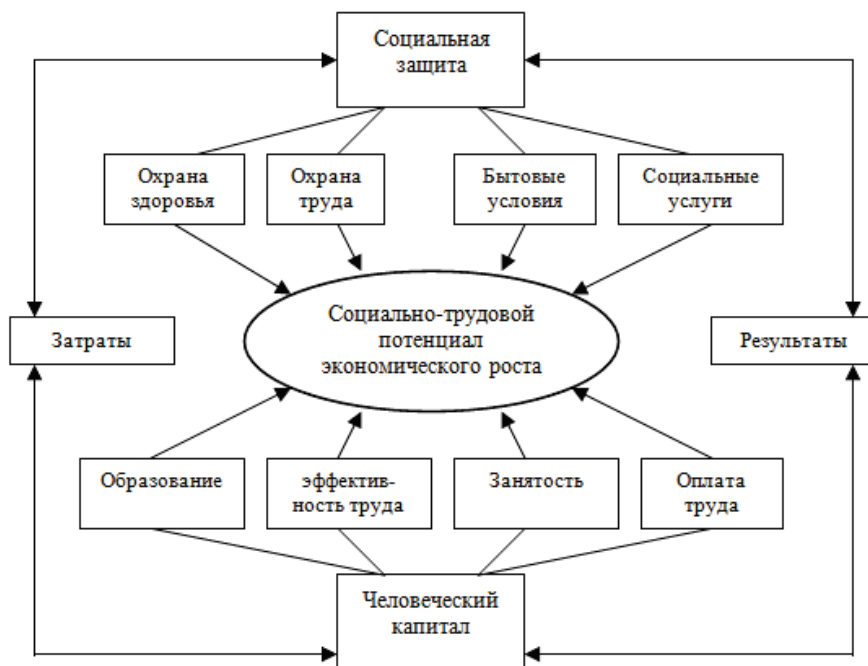 Социальная
защита
Охрана
здоровья
Охрана
труда
Бытовые
условия
Социальные
услуги
Затраты
Социально-трудовой
потенциал
экономического роста
Результаты
Образование
эффектив-
ность труда
Занятость
Оплата
труда
Человеческий
капитал